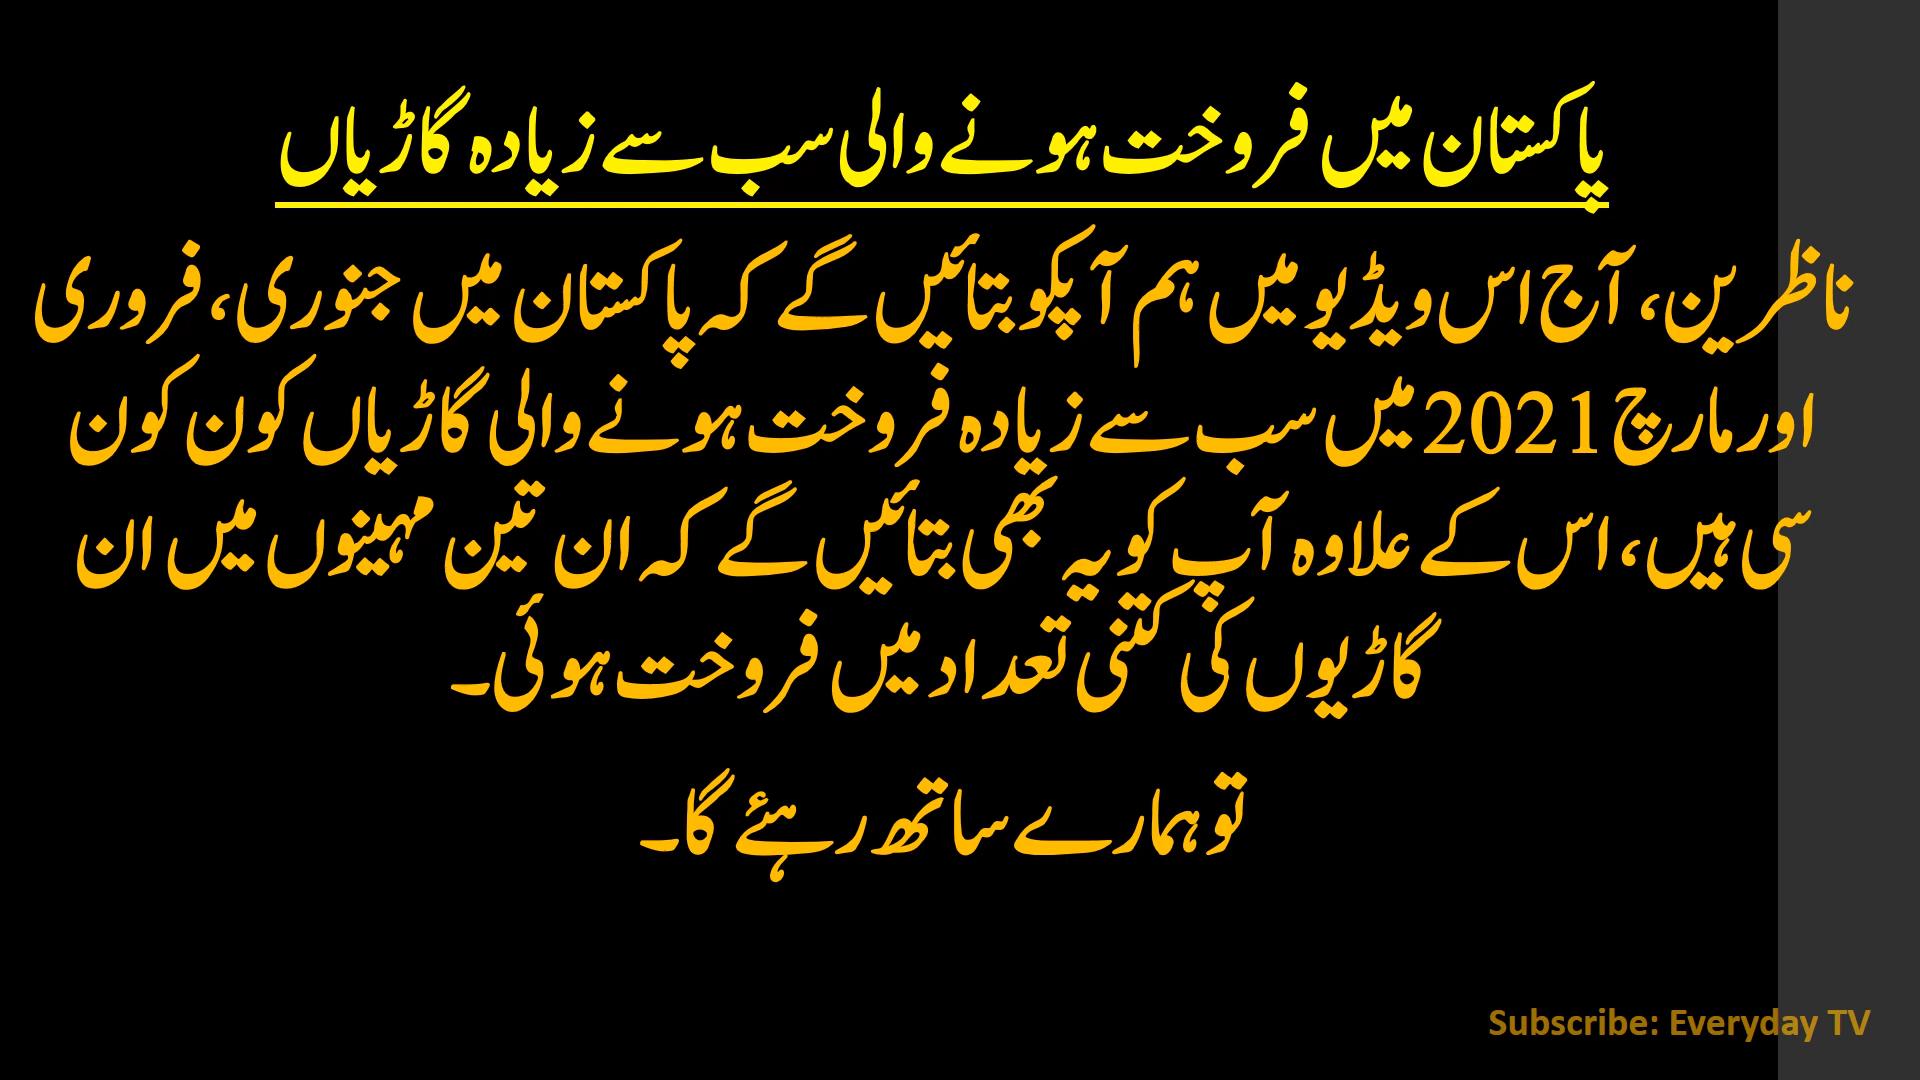 پاکستان میں فروخت ہونے والی سب سے زیادہ گاڑیاں
ناظرین، آج اس ویڈیو میں ہم آپکو بتائیں گے کہ پاکستان میں جنوری، فروری
اور مارچ 2021 میں سب سے زیادہ فروخت ہونے والی گاڑیاں کون کون
سی ہیں، اس کے علاوہ آپ کو یہ بھی بتائیں گے کہ ان تین مہینوں میں ان
گاڑیوں کی کتنی تعداد میں فروخت ہوئی۔
تو ہمارے ساتھ رہئے گا۔
Subscribe: Everyday TV